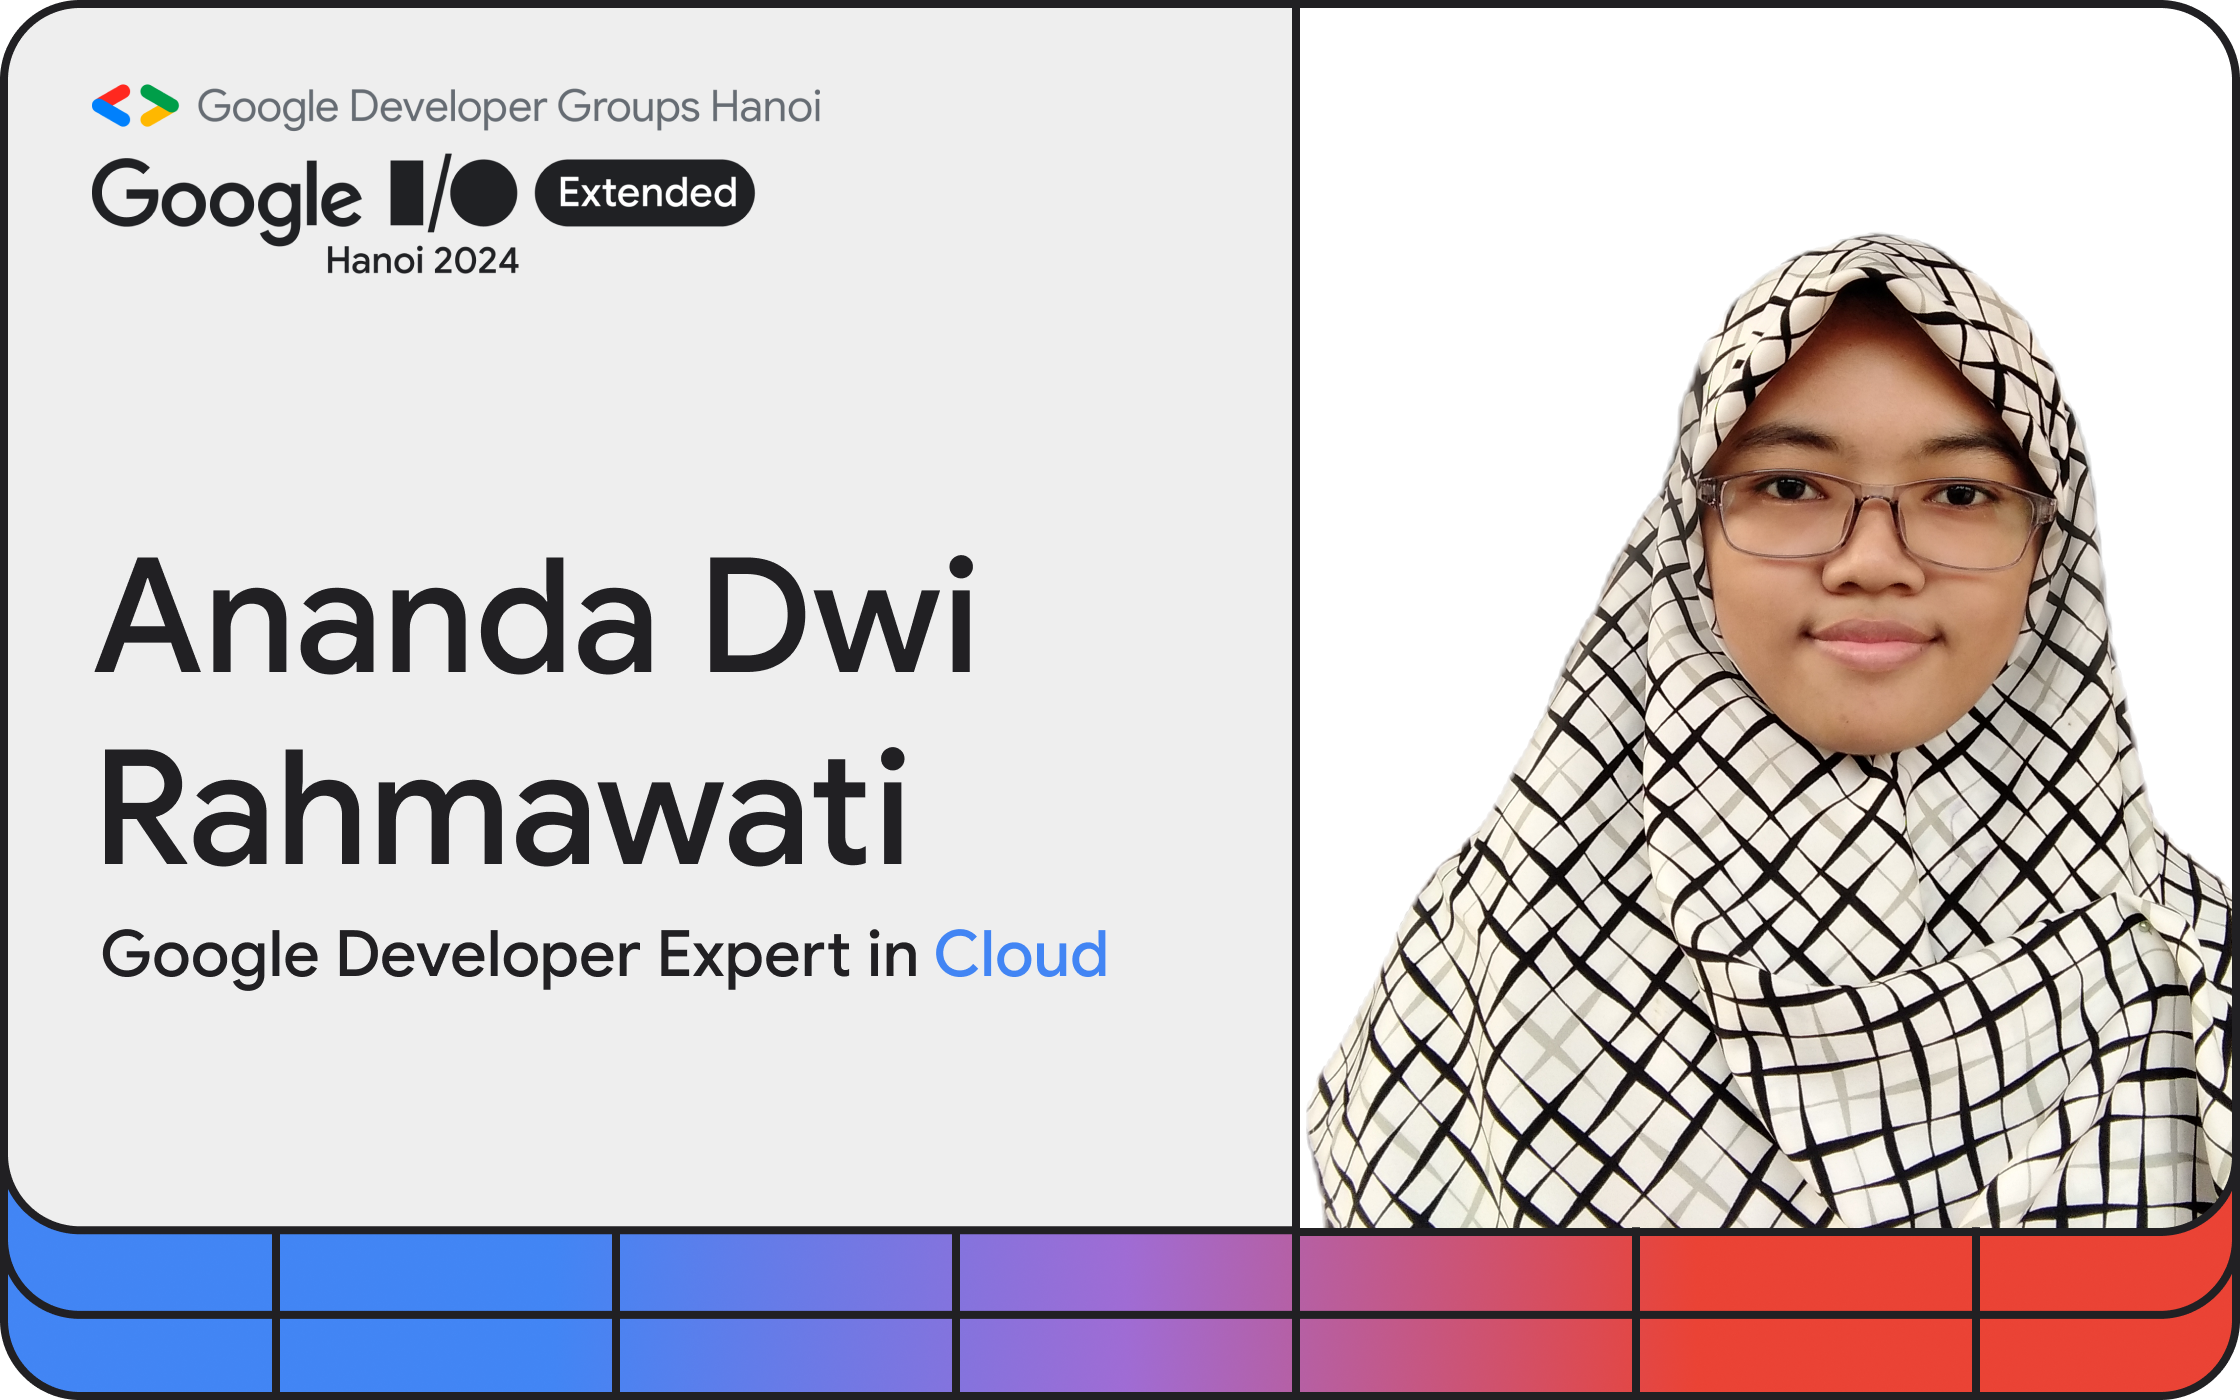 Google Developer Groups Hanoi
Google I/O Extended
Hanoi 2024
Ananda Dwi
Rahmawati
Google Developer Expert in Cloud